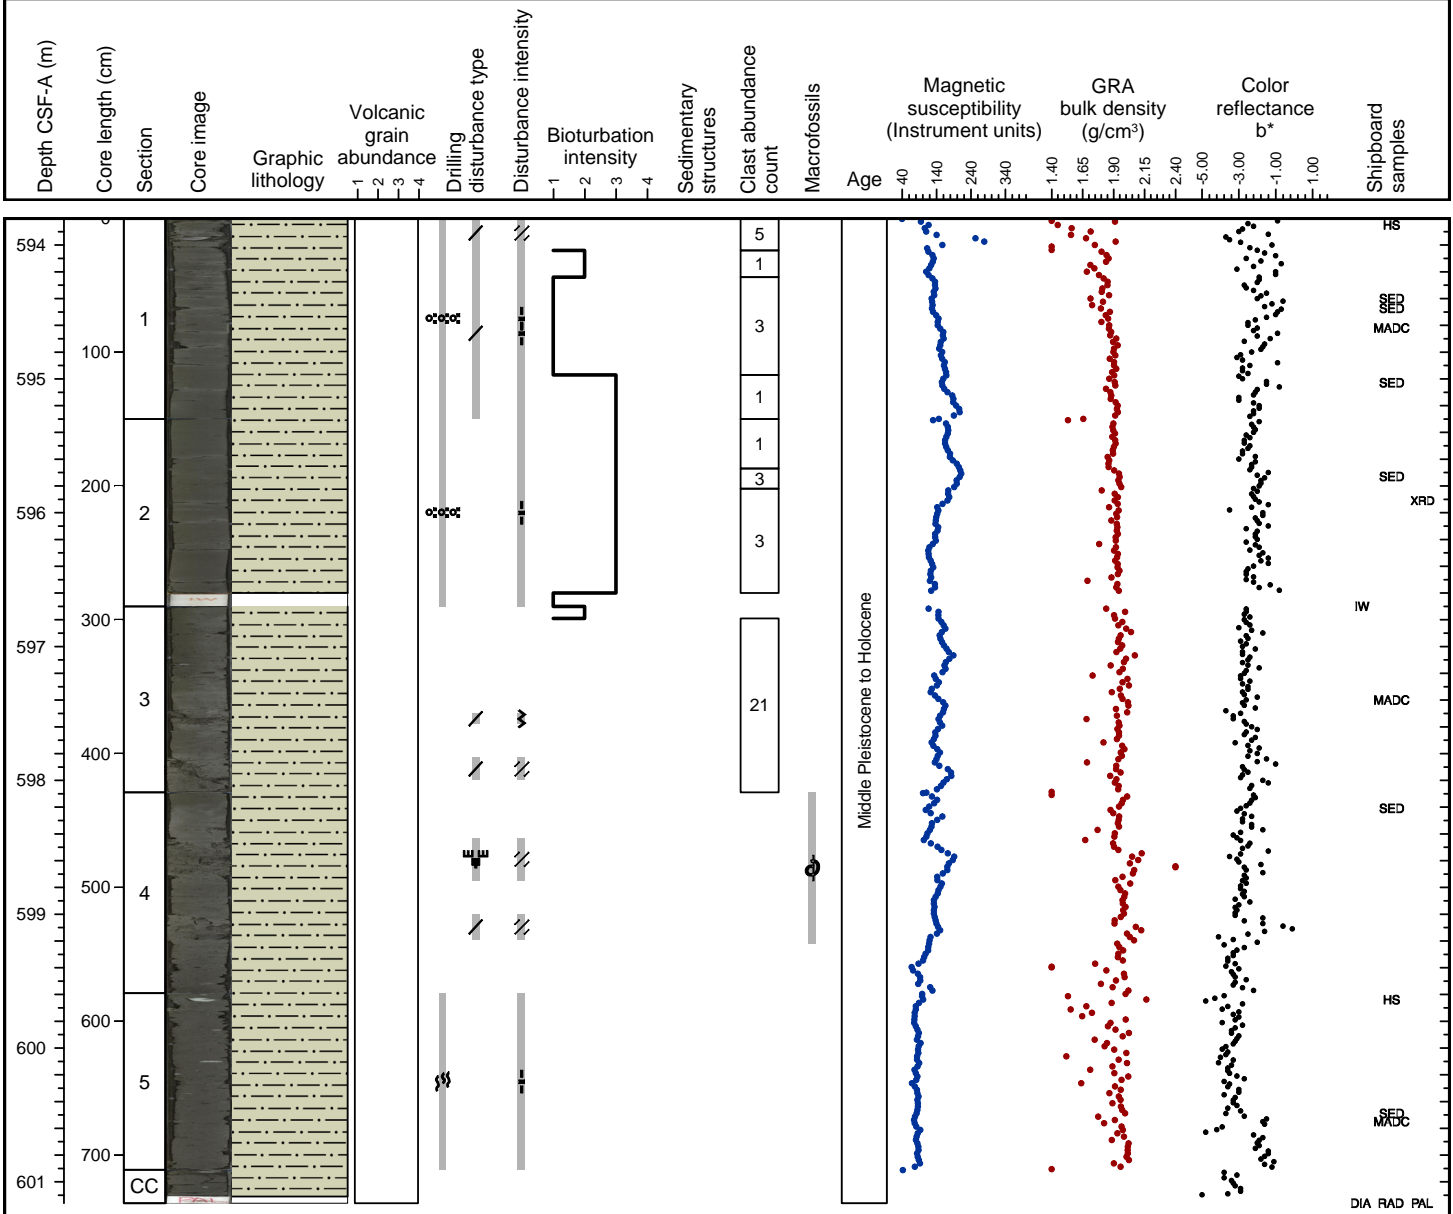 Depth CSF-A (m)
Core length (cm)
Section
Core image
Graphic
lithology
Volcanic
grain
abundance
1 2 3 4
Drilling
disturbance type
Disturbance intensity
Bioturbation
intensity
1 2 3 4
Sedimentary
structures
Clast abundance
count
Macrofossils
Age
Magnetic
susceptibility
(Instrument units)
40 140 240 340
GRA
bulk density
(g/cm³)
1.40 1.65 1.90 2.15 2.40
Color
reflectance
b*
-5.00 -3.00 -1.00 1.00
Shipboard
samples
594
595
596
597
598
599
600
601
0
100
200
300
400
500
600
700
1
2
3
4
5
CC
IW
PAL
5
1
3
1
1
3
3
21
Middle Pleistocene to Holocene
HS
SED
SED
MADC
SED
SED
XRD
IW
MADC
SED
HS
SED
MADC
DIA RAD PAL